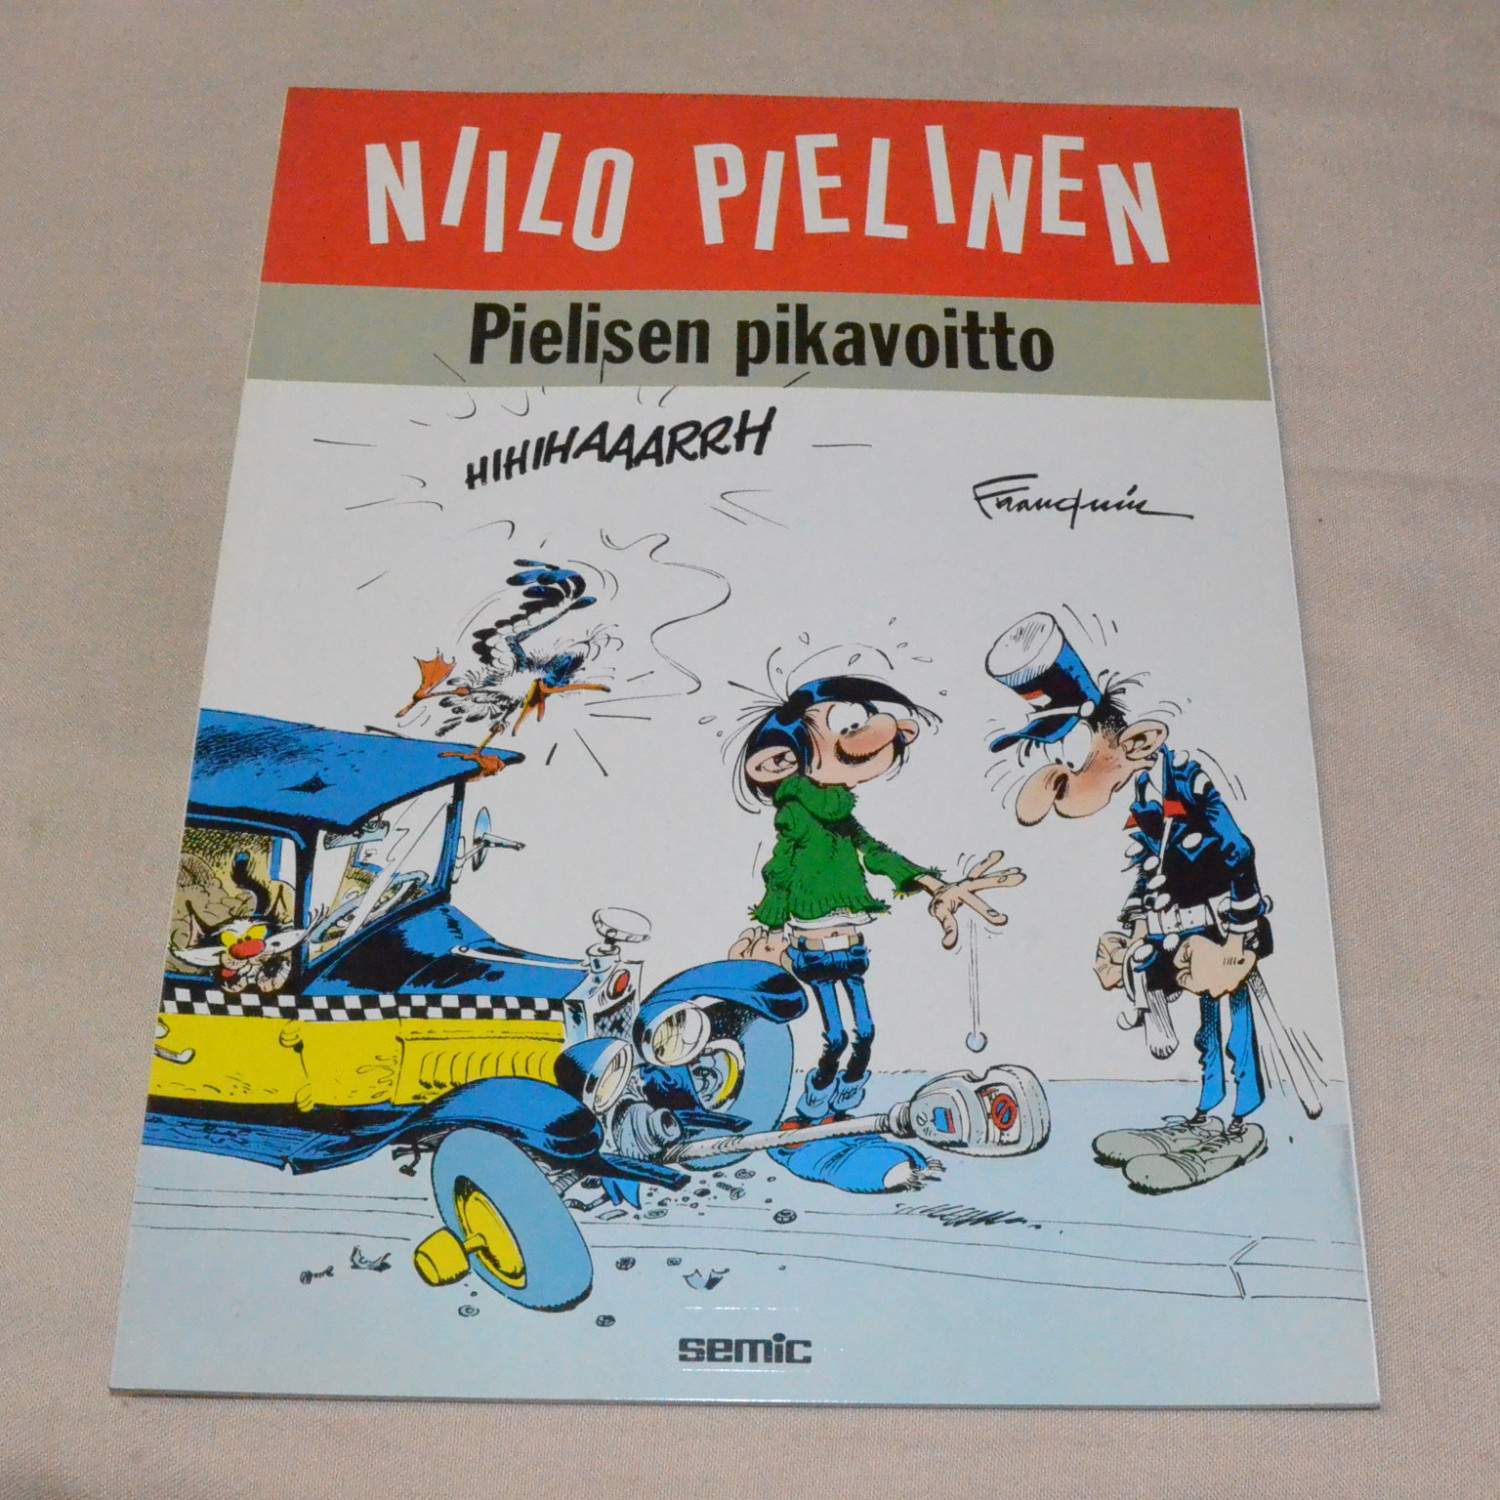 NIILO PIELINEN
Pielisen pikavoitto
HIHIHAAARRH
Franquin
semic